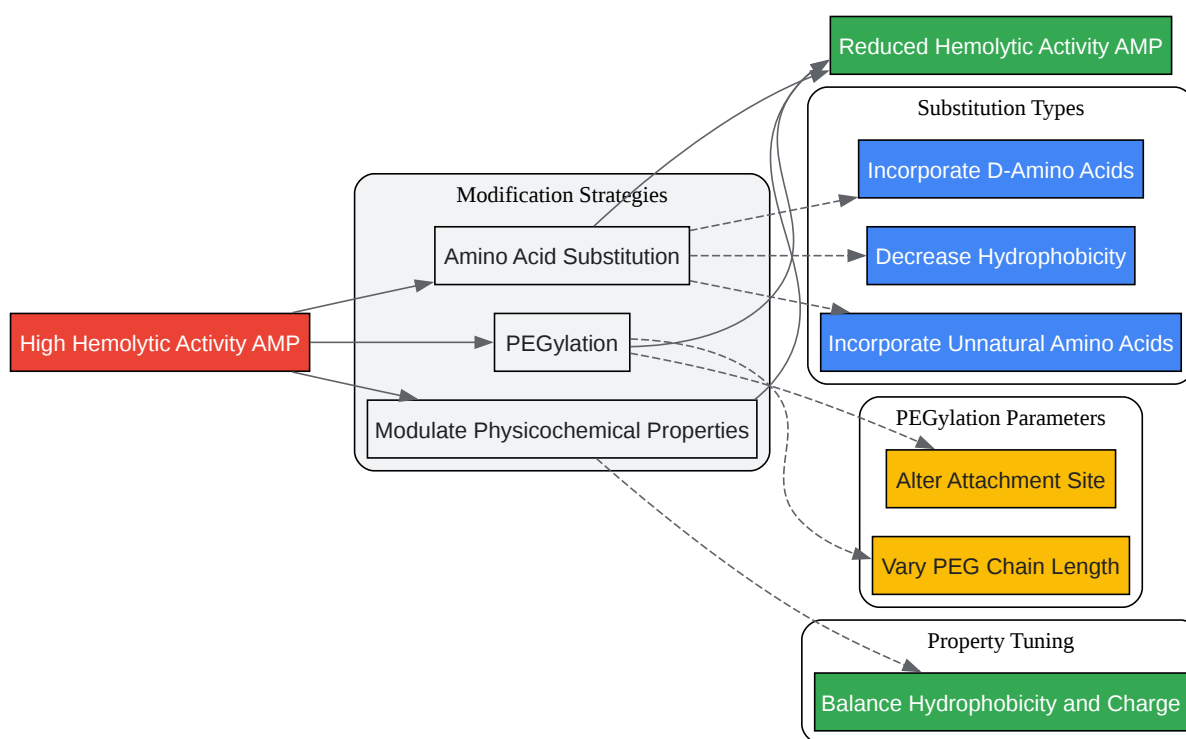 Reduced Hemolytic Activity AMP
Substitution Types
Incorporate D-Amino Acids
Modification Strategies
Amino Acid Substitution
Decrease Hydrophobicity
High Hemolytic Activity AMP
PEGylation
Incorporate Unnatural Amino Acids
Modulate Physicochemical Properties
PEGylation Parameters
Alter Attachment Site
Vary PEG Chain Length
Property Tuning
Balance Hydrophobicity and Charge